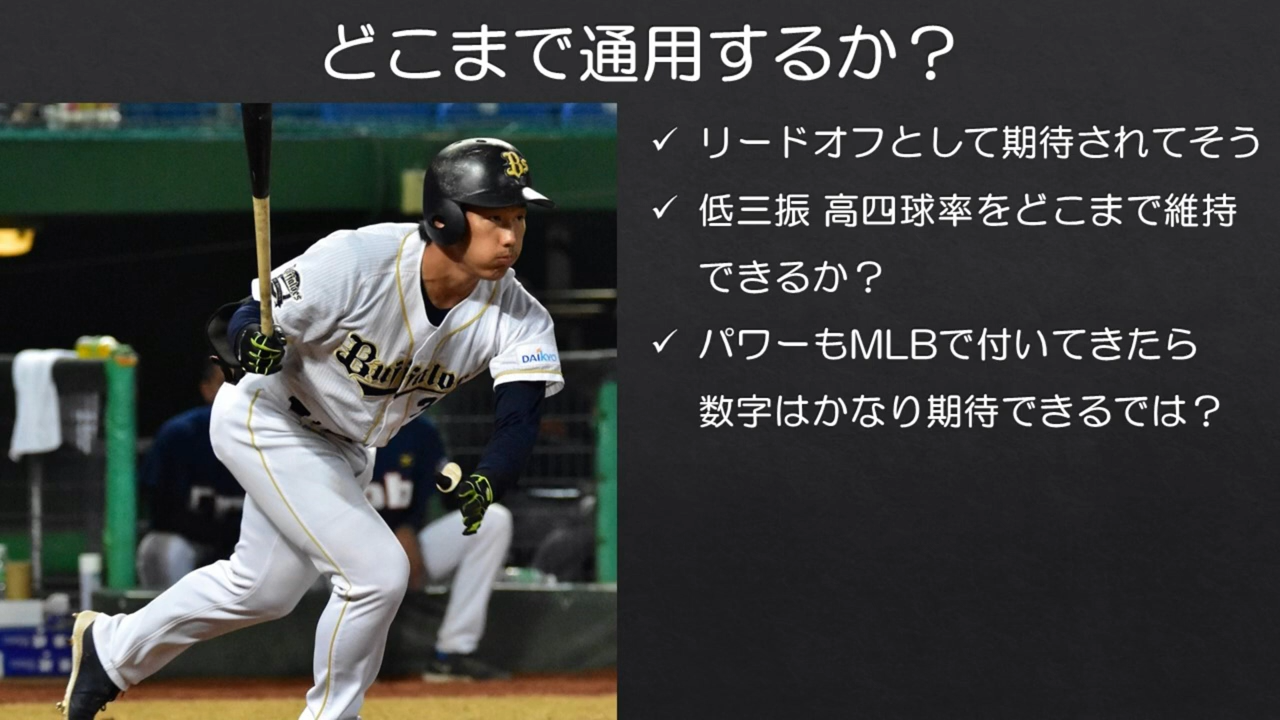 どこまで通用するか？
✓ リードオフとして期待されてそう
✓ 低三振 高四球率をどこまで維持
できるか？
✓ パワーもMLBで付いてきたら
数字はかなり期待できるでは？
Bs
Buffaloes
DAIKYO
Buffaloes
3